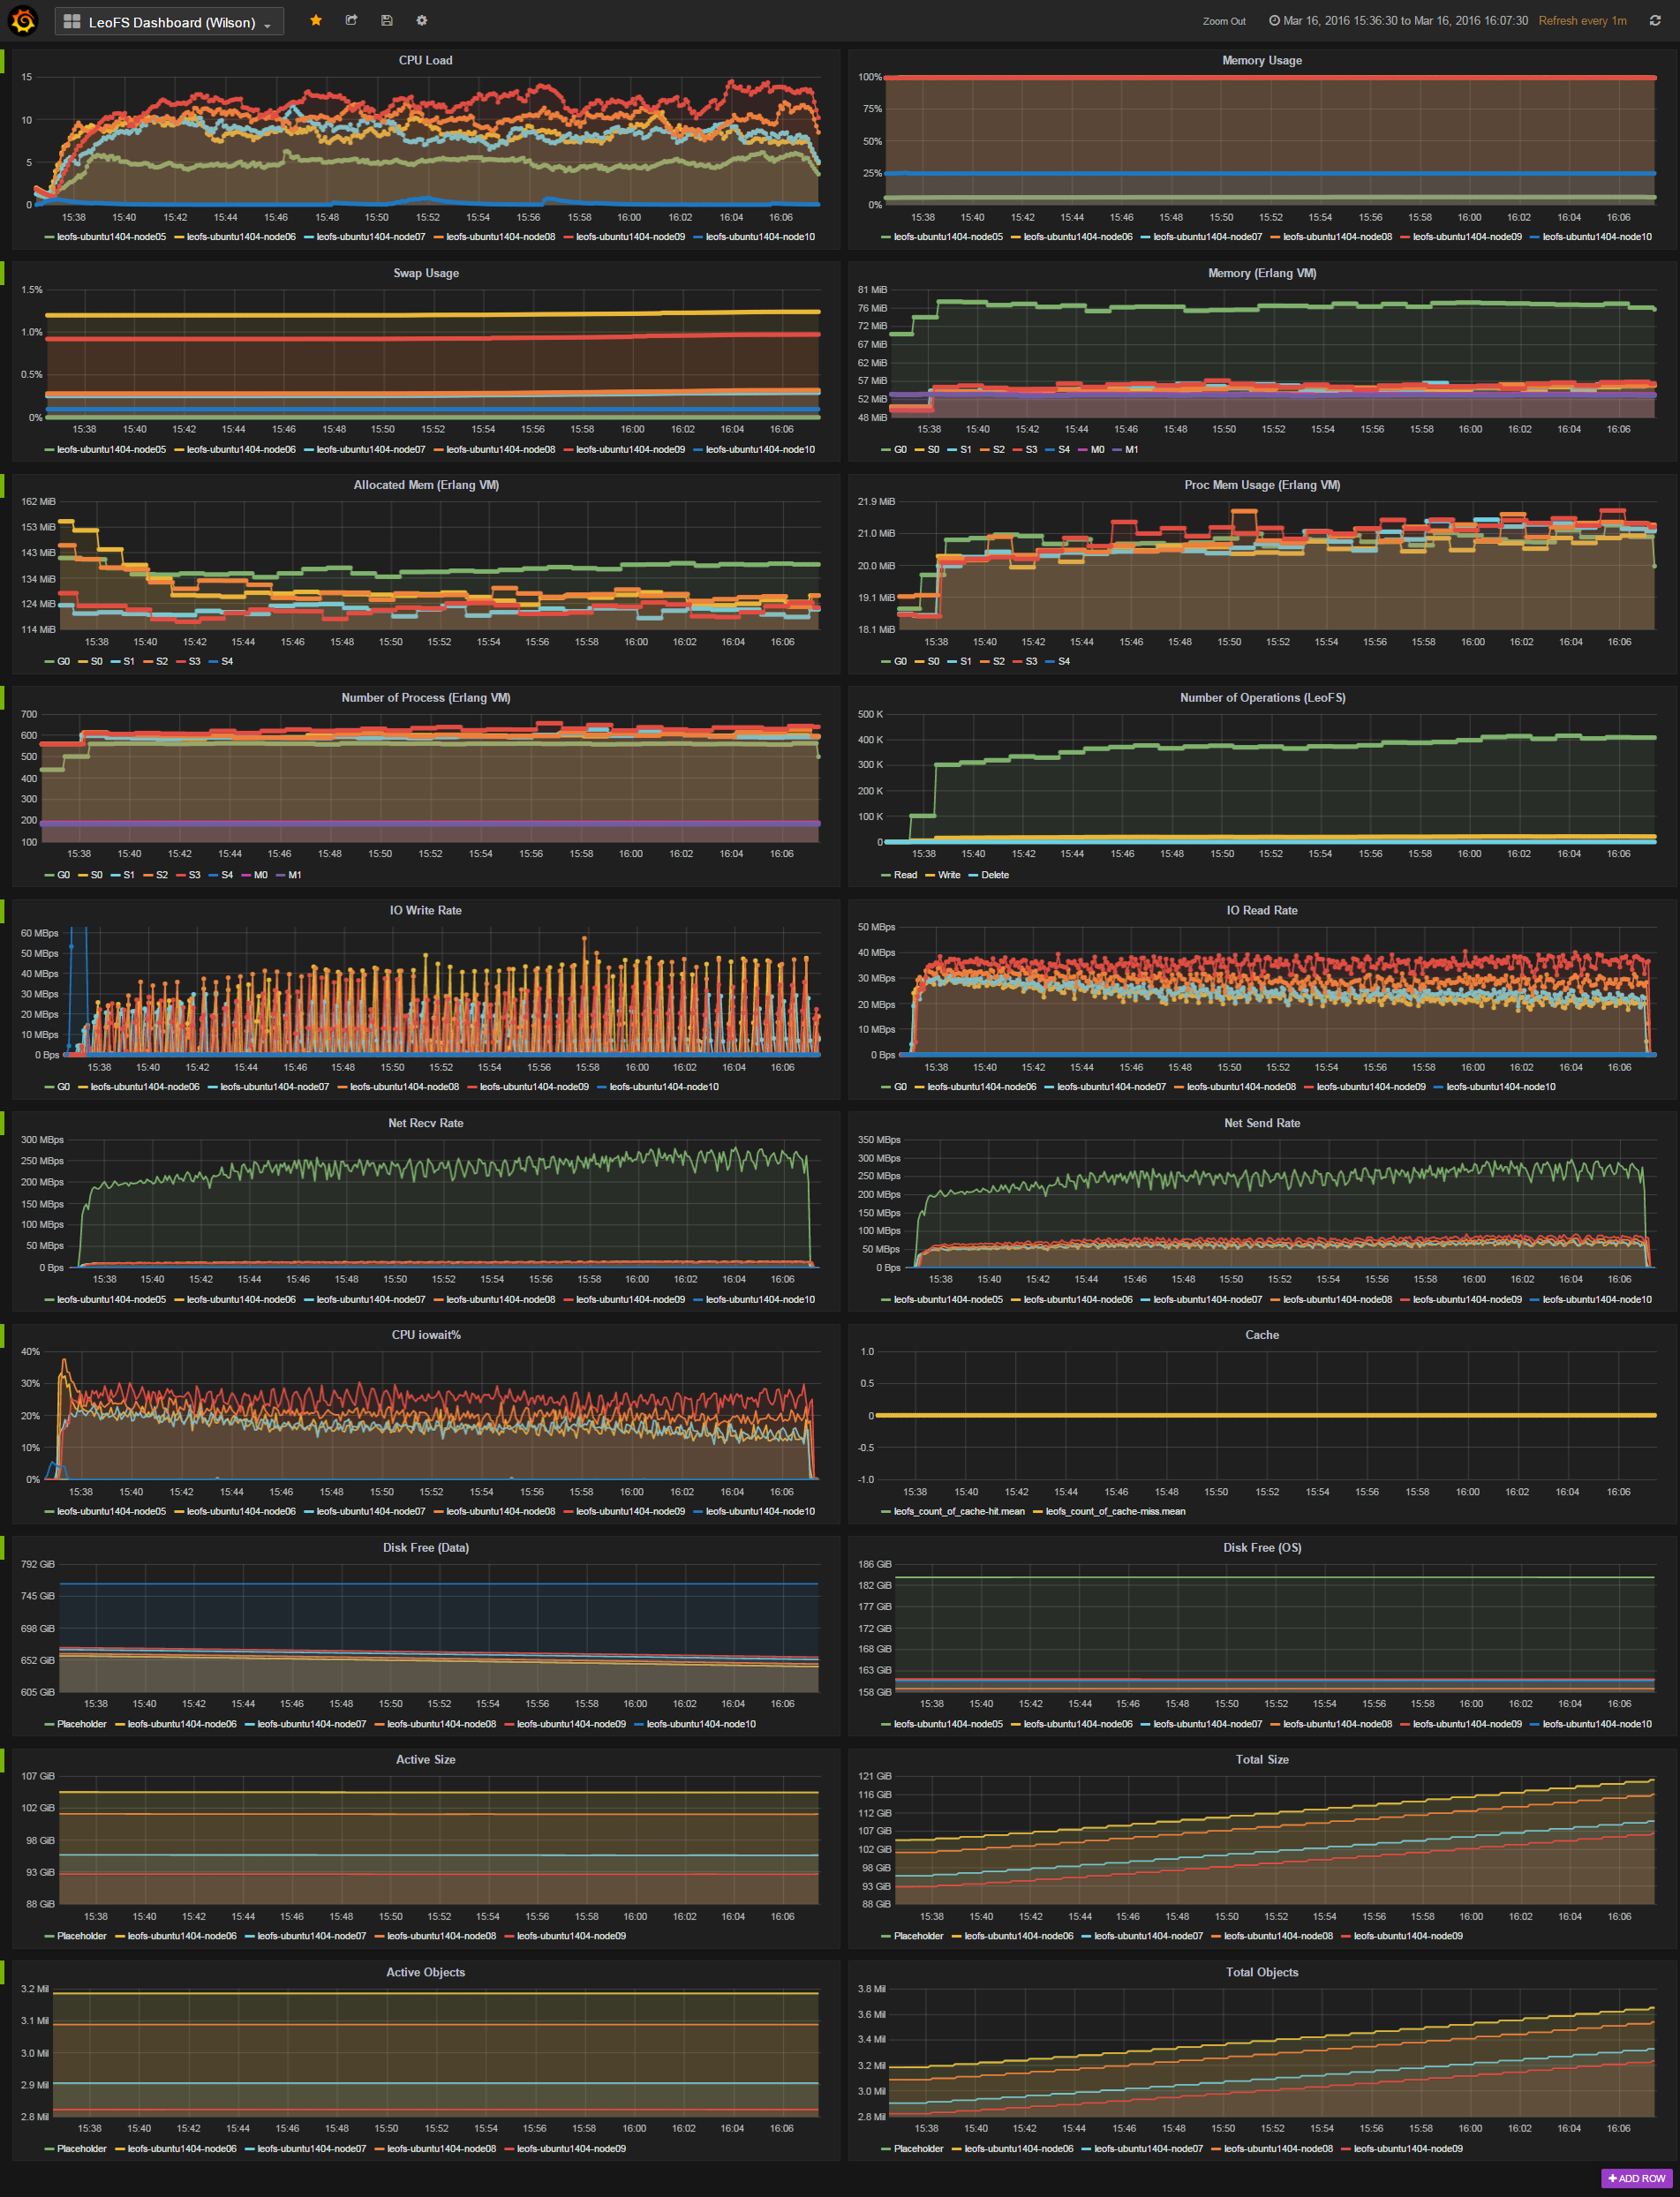 LeoFS Dashboard (Wilson)
Zoom Out Mar 16, 2016 15:36:30 to Mar 16, 2016 16:07:30 Refresh every 1m
CPU Load
15
10
5
0
15:38 15:40 15:42 15:44 15:46 15:48 15:50 15:52 15:54 15:56 15:58 16:00 16:02 16:04 16:06
leofs-ubuntu1404-node05 leofs-ubuntu1404-node06 leofs-ubuntu1404-node07 leofs-ubuntu1404-node08 leofs-ubuntu1404-node09 leofs-ubuntu1404-node10
Memory Usage
100%
75%
50%
25%
0%
15:38 15:40 15:42 15:44 15:46 15:48 15:50 15:52 15:54 15:56 15:58 16:00 16:02 16:04 16:06
leofs-ubuntu1404-node05 leofs-ubuntu1404-node06 leofs-ubuntu1404-node07 leofs-ubuntu1404-node08 leofs-ubuntu1404-node09 leofs-ubuntu1404-node10
Swap Usage
1.5%
1.0%
0.5%
0%
15:38 15:40 15:42 15:44 15:46 15:48 15:50 15:52 15:54 15:56 15:58 16:00 16:02 16:04 16:06
leofs-ubuntu1404-node05 leofs-ubuntu1404-node06 leofs-ubuntu1404-node07 leofs-ubuntu1404-node08 leofs-ubuntu1404-node09 leofs-ubuntu1404-node10
Memory (Erlang VM)
81 MiB
76 MiB
72 MiB
67 MiB
62 MiB
57 MiB
52 MiB
48 MiB
15:38 15:40 15:42 15:44 15:46 15:48 15:50 15:52 15:54 15:56 15:58 16:00 16:02 16:04 16:06
G0 S0 S1 S2 S3 S4 M0 M1
Allocated Mem (Erlang VM)
162 MiB
153 MiB
143 MiB
134 MiB
124 MiB
114 MiB
15:38 15:40 15:42 15:44 15:46 15:48 15:50 15:52 15:54 15:56 15:58 16:00 16:02 16:04 16:06
G0 S0 S1 S2 S3 S4
Proc Mem Usage (Erlang VM)
21.9 MiB
21.0 MiB
20.0 MiB
19.1 MiB
18.1 MiB
15:38 15:40 15:42 15:44 15:46 15:48 15:50 15:52 15:54 15:56 15:58 16:00 16:02 16:04 16:06
G0 S0 S1 S2 S3 S4
Number of Process (Erlang VM)
700
600
500
400
300
200
100
15:38 15:40 15:42 15:44 15:46 15:48 15:50 15:52 15:54 15:56 15:58 16:00 16:02 16:04 16:06
G0 S0 S1 S2 S3 S4 M0 M1
Number of Operations (LeoFS)
500 K
400 K
300 K
200 K
100 K
0
15:38 15:40 15:42 15:44 15:46 15:48 15:50 15:52 15:54 15:56 15:58 16:00 16:02 16:04 16:06
Read Write Delete
IO Write Rate
60 MBps
50 MBps
40 MBps
30 MBps
20 MBps
10 MBps
0 Bps
15:38 15:40 15:42 15:44 15:46 15:48 15:50 15:52 15:54 15:56 15:58 16:00 16:02 16:04 16:06
G0 leofs-ubuntu1404-node06 leofs-ubuntu1404-node07 leofs-ubuntu1404-node08 leofs-ubuntu1404-node09 leofs-ubuntu1404-node10
IO Read Rate
50 MBps
40 MBps
30 MBps
20 MBps
10 MBps
0 Bps
15:38 15:40 15:42 15:44 15:46 15:48 15:50 15:52 15:54 15:56 15:58 16:00 16:02 16:04 16:06
G0 leofs-ubuntu1404-node06 leofs-ubuntu1404-node07 leofs-ubuntu1404-node08 leofs-ubuntu1404-node09 leofs-ubuntu1404-node10
Net Recv Rate
300 MBps
250 MBps
200 MBps
150 MBps
100 MBps
50 MBps
0 Bps
15:38 15:40 15:42 15:44 15:46 15:48 15:50 15:52 15:54 15:56 15:58 16:00 16:02 16:04 16:06
leofs-ubuntu1404-node05 leofs-ubuntu1404-node06 leofs-ubuntu1404-node07 leofs-ubuntu1404-node08 leofs-ubuntu1404-node09 leofs-ubuntu1404-node10
Net Send Rate
350 MBps
300 MBps
250 MBps
200 MBps
150 MBps
100 MBps
50 MBps
0 Bps
15:38 15:40 15:42 15:44 15:46 15:48 15:50 15:52 15:54 15:56 15:58 16:00 16:02 16:04 16:06
leofs-ubuntu1404-node05 leofs-ubuntu1404-node06 leofs-ubuntu1404-node07 leofs-ubuntu1404-node08 leofs-ubuntu1404-node09 leofs-ubuntu1404-node10
CPU iowait%
40%
30%
20%
10%
0%
15:38 15:40 15:42 15:44 15:46 15:48 15:50 15:52 15:54 15:56 15:58 16:00 16:02 16:04 16:06
leofs-ubuntu1404-node05 leofs-ubuntu1404-node06 leofs-ubuntu1404-node07 leofs-ubuntu1404-node08 leofs-ubuntu1404-node09 leofs-ubuntu1404-node10
Cache
1.0
0.5
0
-0.5
-1.0
15:38 15:40 15:42 15:44 15:46 15:48 15:50 15:52 15:54 15:56 15:58 16:00 16:02 16:04 16:06
leofs_count_of_cache-hit.mean leofs_count_of_cache-miss.mean
Disk Free (Data)
792 GiB
745 GiB
698 GiB
652 GiB
605 GiB
15:38 15:40 15:42 15:44 15:46 15:48 15:50 15:52 15:54 15:56 15:58 16:00 16:02 16:04 16:06
Placeholder leofs-ubuntu1404-node06 leofs-ubuntu1404-node07 leofs-ubuntu1404-node08 leofs-ubuntu1404-node09 leofs-ubuntu1404-node10
Disk Free (OS)
186 GiB
182 GiB
177 GiB
172 GiB
168 GiB
163 GiB
158 GiB
15:38 15:40 15:42 15:44 15:46 15:48 15:50 15:52 15:54 15:56 15:58 16:00 16:02 16:04 16:06
leofs-ubuntu1404-node05 leofs-ubuntu1404-node06 leofs-ubuntu1404-node07 leofs-ubuntu1404-node08 leofs-ubuntu1404-node09 leofs-ubuntu1404-node10
Active Size
107 GiB
102 GiB
98 GiB
93 GiB
88 GiB
15:38 15:40 15:42 15:44 15:46 15:48 15:50 15:52 15:54 15:56 15:58 16:00 16:02 16:04 16:06
Placeholder leofs-ubuntu1404-node06 leofs-ubuntu1404-node07 leofs-ubuntu1404-node08 leofs-ubuntu1404-node09
Total Size
121 GiB
116 GiB
112 GiB
107 GiB
102 GiB
98 GiB
93 GiB
88 GiB
15:38 15:40 15:42 15:44 15:46 15:48 15:50 15:52 15:54 15:56 15:58 16:00 16:02 16:04 16:06
Placeholder leofs-ubuntu1404-node06 leofs-ubuntu1404-node07 leofs-ubuntu1404-node08 leofs-ubuntu1404-node09
Active Objects
3.2 Mil
3.1 Mil
3.0 Mil
2.9 Mil
2.8 Mil
15:38 15:40 15:42 15:44 15:46 15:48 15:50 15:52 15:54 15:56 15:58 16:00 16:02 16:04 16:06
Placeholder leofs-ubuntu1404-node06 leofs-ubuntu1404-node07 leofs-ubuntu1404-node08 leofs-ubuntu1404-node09
Total Objects
3.8 Mil
3.6 Mil
3.4 Mil
3.2 Mil
3.0 Mil
2.8 Mil
15:38 15:40 15:42 15:44 15:46 15:48 15:50 15:52 15:54 15:56 15:58 16:00 16:02 16:04 16:06
Placeholder leofs-ubuntu1404-node06 leofs-ubuntu1404-node07 leofs-ubuntu1404-node08 leofs-ubuntu1404-node09
+ ADD ROW